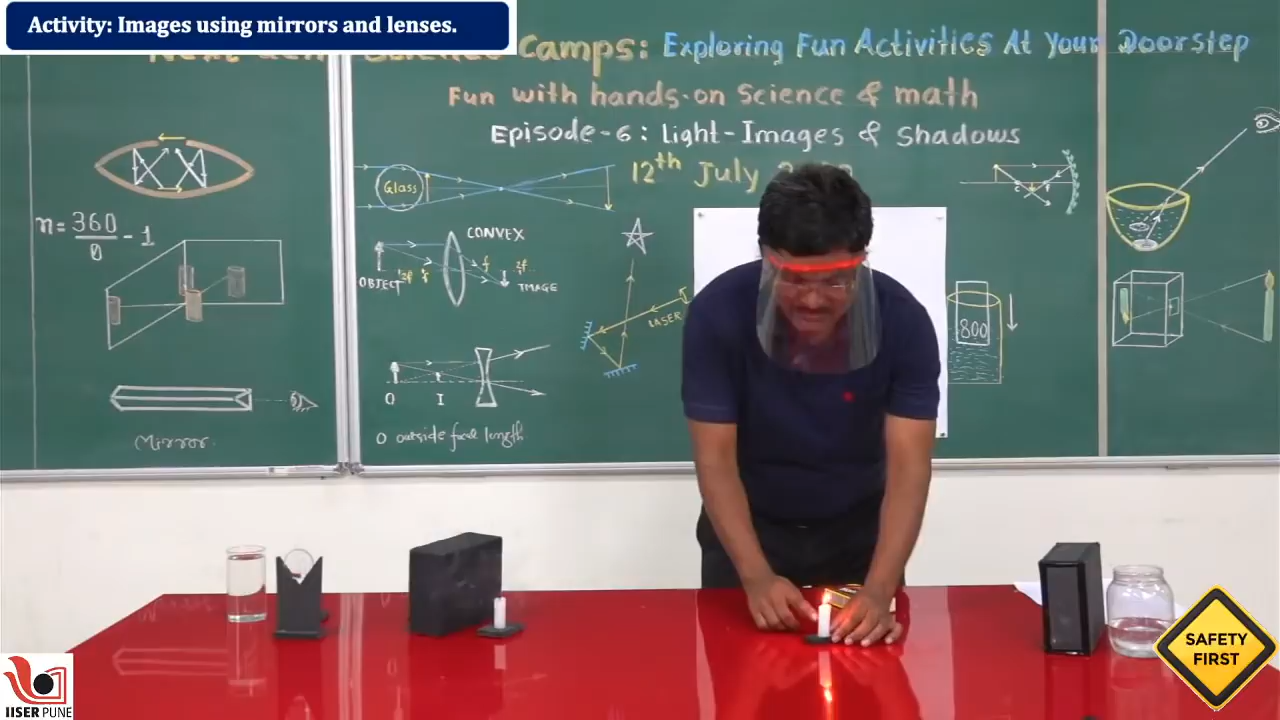 Activity: Images using mirrors and lenses.
Camps: Exploring Fun Activities At Your Doorstep
Fun with hands-on Science & math
Episode-6: Light-Images & Shadows
12th July
n = 360/θ - 1
Mirror
Glass
CONVEX
OBJECT
2f
f
f
2f
IMAGE
O
I
O outside focal length
LASER
C
F
800
SAFETY
FIRST
IISER PUNE